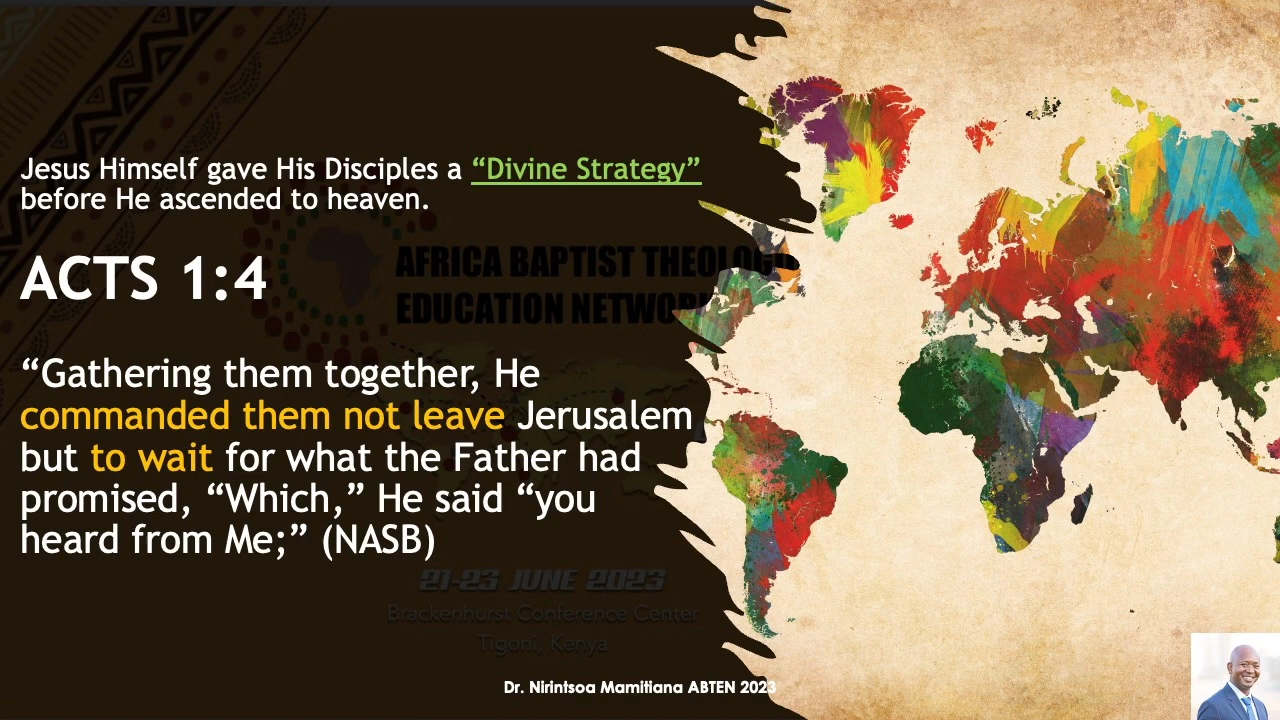 Jesus Himself gave His Disciples a “Divine Strategy”
before He ascended to heaven.
AFRICA BAPTIST THEOLOGIC
EDUCATION NETWORK
ACTS 1:4
“Gathering them together, He
commanded them not leave Jerusalem
but to wait for what the Father had
promised, “Which,” He said “you
heard from Me;” (NASB)
21-23 JUNE 2023
Brackenhurst Conference Center
Tigoni, Kenya
Dr. Nirintsoa Mamitiana ABTEN 2023